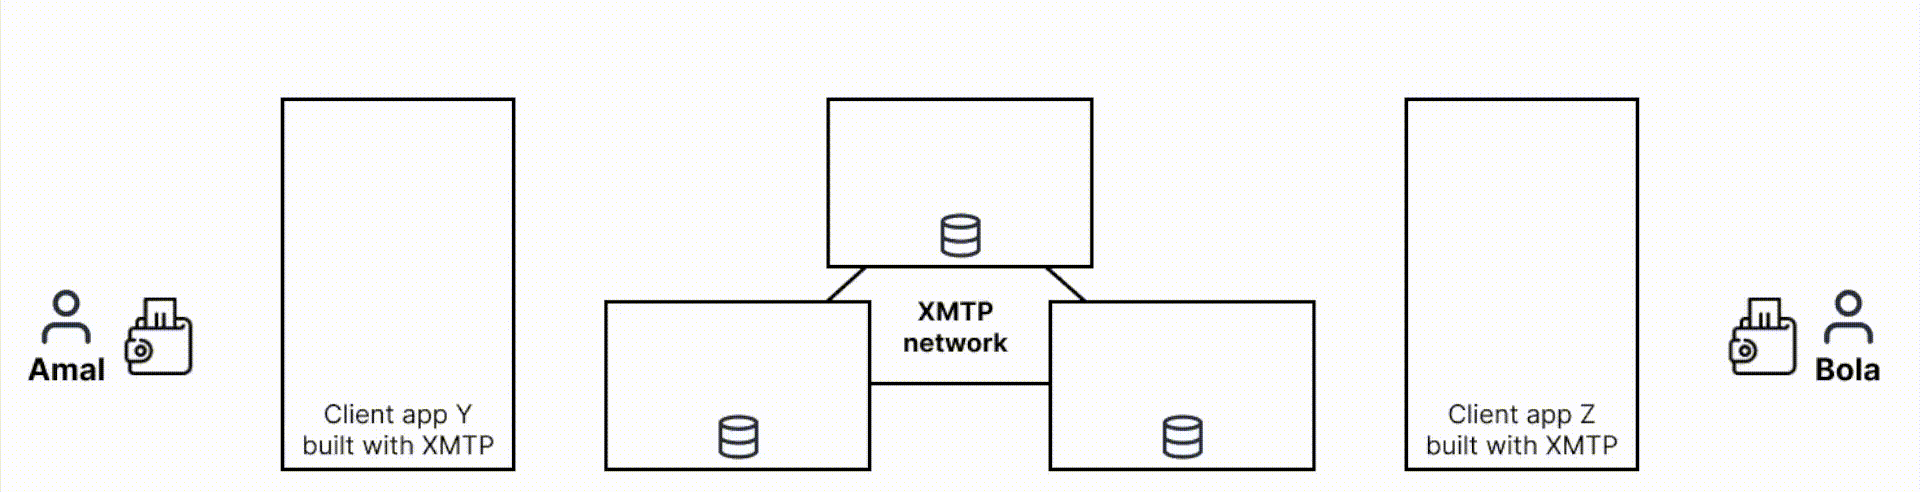 Amal
Client app Y
built with XMTP
XMTP
network
Client app Z
built with XMTP
Bola